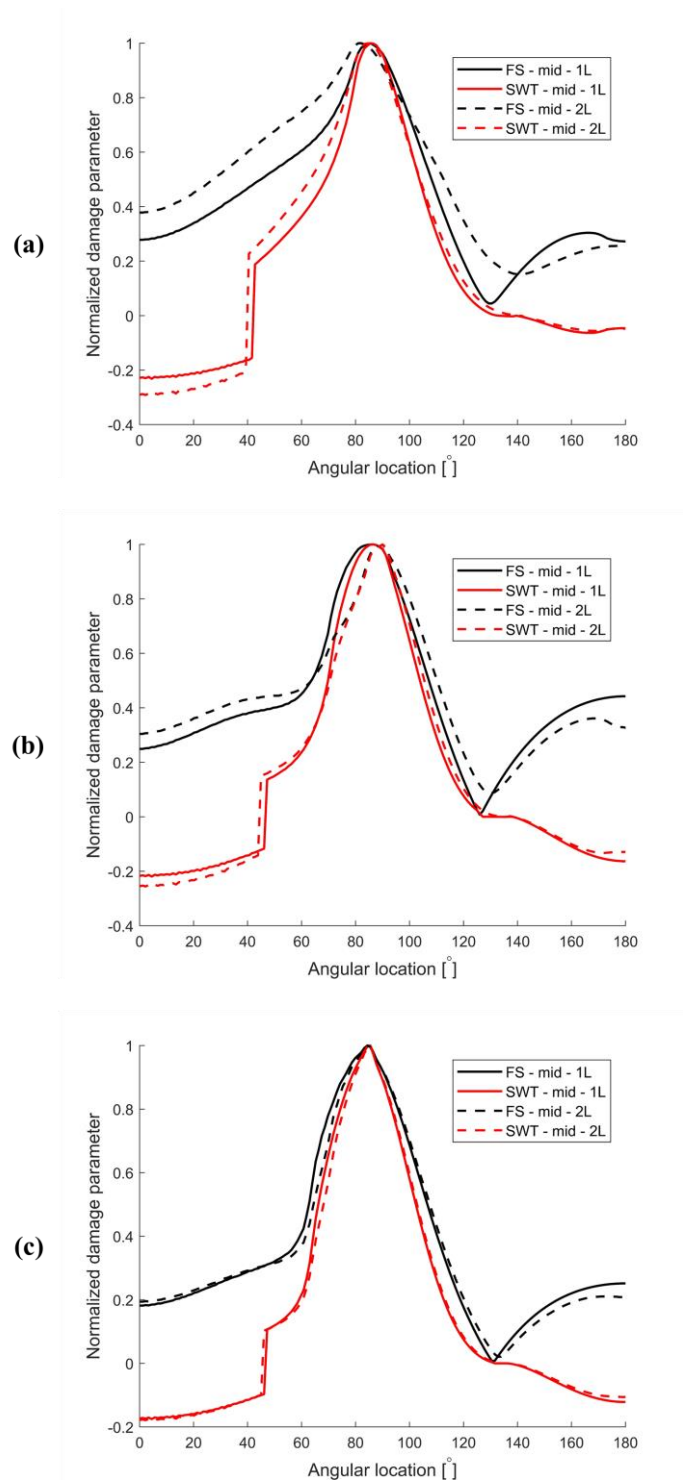 (a)
Normalized damage parameter
1
0.8
0.6
0.4
0.2
0
-0.2
-0.4
0 20 40 60 80 100 120 140 160 180
Angular location [°]
FS - mid - 1L
SWT - mid - 1L
FS - mid - 2L
SWT - mid - 2L
(b)
Normalized damage parameter
1
0.8
0.6
0.4
0.2
0
-0.2
-0.4
0 20 40 60 80 100 120 140 160 180
Angular location [°]
FS - mid - 1L
SWT - mid - 1L
FS - mid - 2L
SWT - mid - 2L
(c)
Normalized damage parameter
1
0.8
0.6
0.4
0.2
0
-0.2
0 20 40 60 80 100 120 140 160 180
Angular location [°]
FS - mid - 1L
SWT - mid - 1L
FS - mid - 2L
SWT - mid - 2L